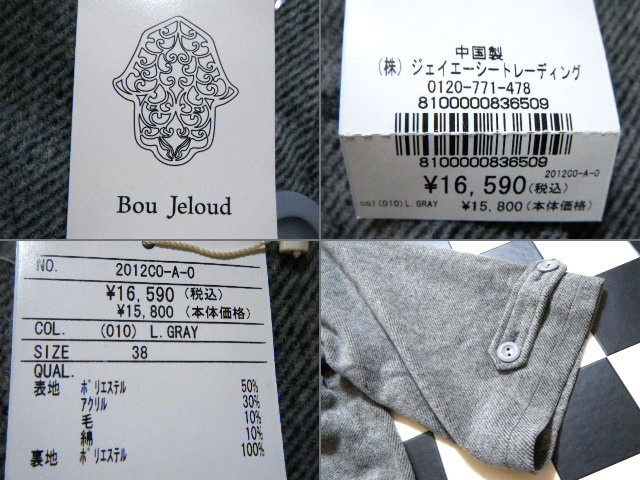 Bou Jeloud
中国製
(株) ジェイエーシートレーディング
0120-771-478
8100000836509
8100000836509
2012CO-A-O
¥16,590(税込)
col(010)L.GRAY ¥15,800(本体価格)
NO. 2012CO-A-O
¥16,590(税込)
¥15,800(本体価格)
COL. (010) L.GRAY
SIZE 38
QUAL.
表地 ポリエステル 50%
アクリル 30%
毛 10%
綿 10%
裏地 ポリエステル 100%